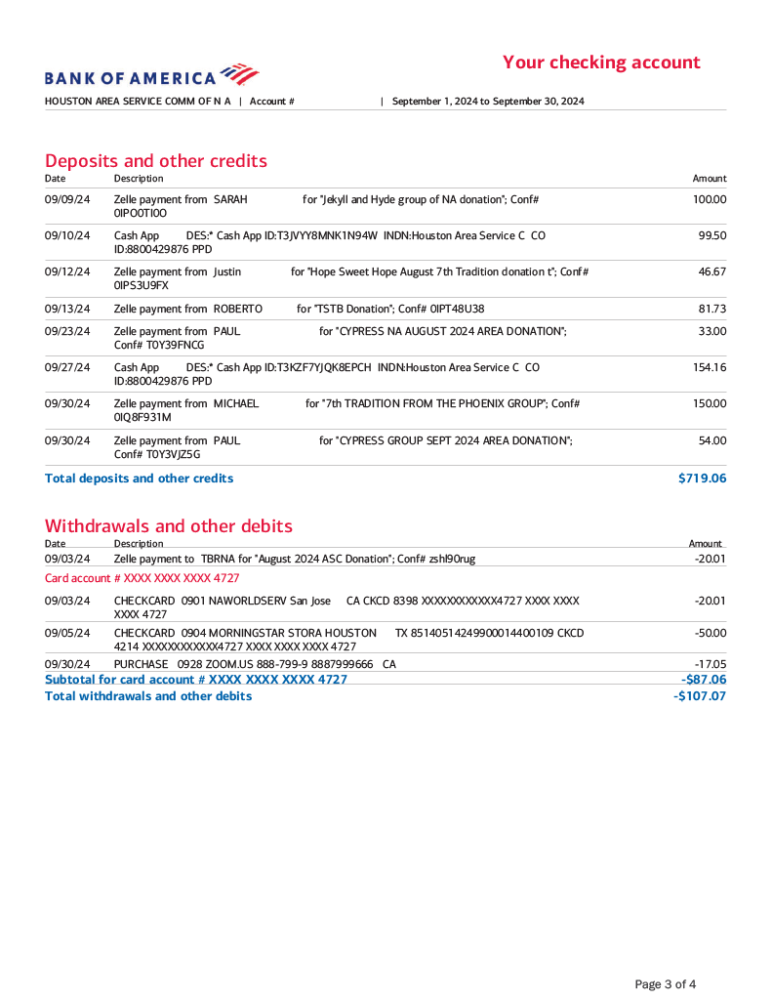 Your checking account
BANK OF AMERICA
HOUSTON AREA SERVICE COMM OF N A | Account # | September 1, 2024 to September 30, 2024
Deposits and other credits
Date Description Amount
09/09/24 Zelle payment from SARAH for "Jekyll and Hyde group of NA donation"; Conf# 100.00
0IPO0TI0O
09/10/24 Cash App DES:* Cash App ID:T3JVYY8MNK1N94W INDN:Houston Area Service C CO 99.50
ID:8800429876 PPD
09/12/24 Zelle payment from Justin for "Hope Sweet Hope August 7th Tradition donation t"; Conf# 46.67
0IPS3U9FX
09/13/24 Zelle payment from ROBERTO for "TSTB Donation"; Conf# 0IPT48U38 81.73
09/23/24 Zelle payment from PAUL for "CYPRESS NA AUGUST 2024 AREA DONATION"; 33.00
Conf# T0Y39FNCG
09/27/24 Cash App DES:* Cash App ID:T3KZF7YJQK8EPCH INDN:Houston Area Service C CO 154.16
ID:8800429876 PPD
09/30/24 Zelle payment from MICHAEL for "7th TRADITION FROM THE PHOENIX GROUP"; Conf# 150.00
0IQ8F931M
09/30/24 Zelle payment from PAUL for "CYPRESS GROUP SEPT 2024 AREA DONATION"; 54.00
Conf# T0Y3VJZ5G
Total deposits and other credits $719.06
Withdrawals and other debits
Date Description Amount
09/03/24 Zelle payment to TBRNA for "August 2024 ASC Donation"; Conf# zshl90rug -20.01
Card account # XXXX XXXX XXXX 4727
09/03/24 CHECKCARD 0901 NAWORLDSERV San Jose CA CKCD 8398 XXXXXXXXXXXX4727 XXXX XXXX -20.01
XXXX 4727
09/05/24 CHECKCARD 0904 MORNINGSTAR STORA HOUSTON TX 85140514249900014400109 CKCD -50.00
4214 XXXXXXXXXXXX4727 XXXX XXXX XXXX 4727
09/30/24 PURCHASE 0928 ZOOM.US 888-799-9 8887999666 CA -17.05
Subtotal for card account # XXXX XXXX XXXX 4727 -$87.06
Total withdrawals and other debits -$107.07
Page 3 of 4